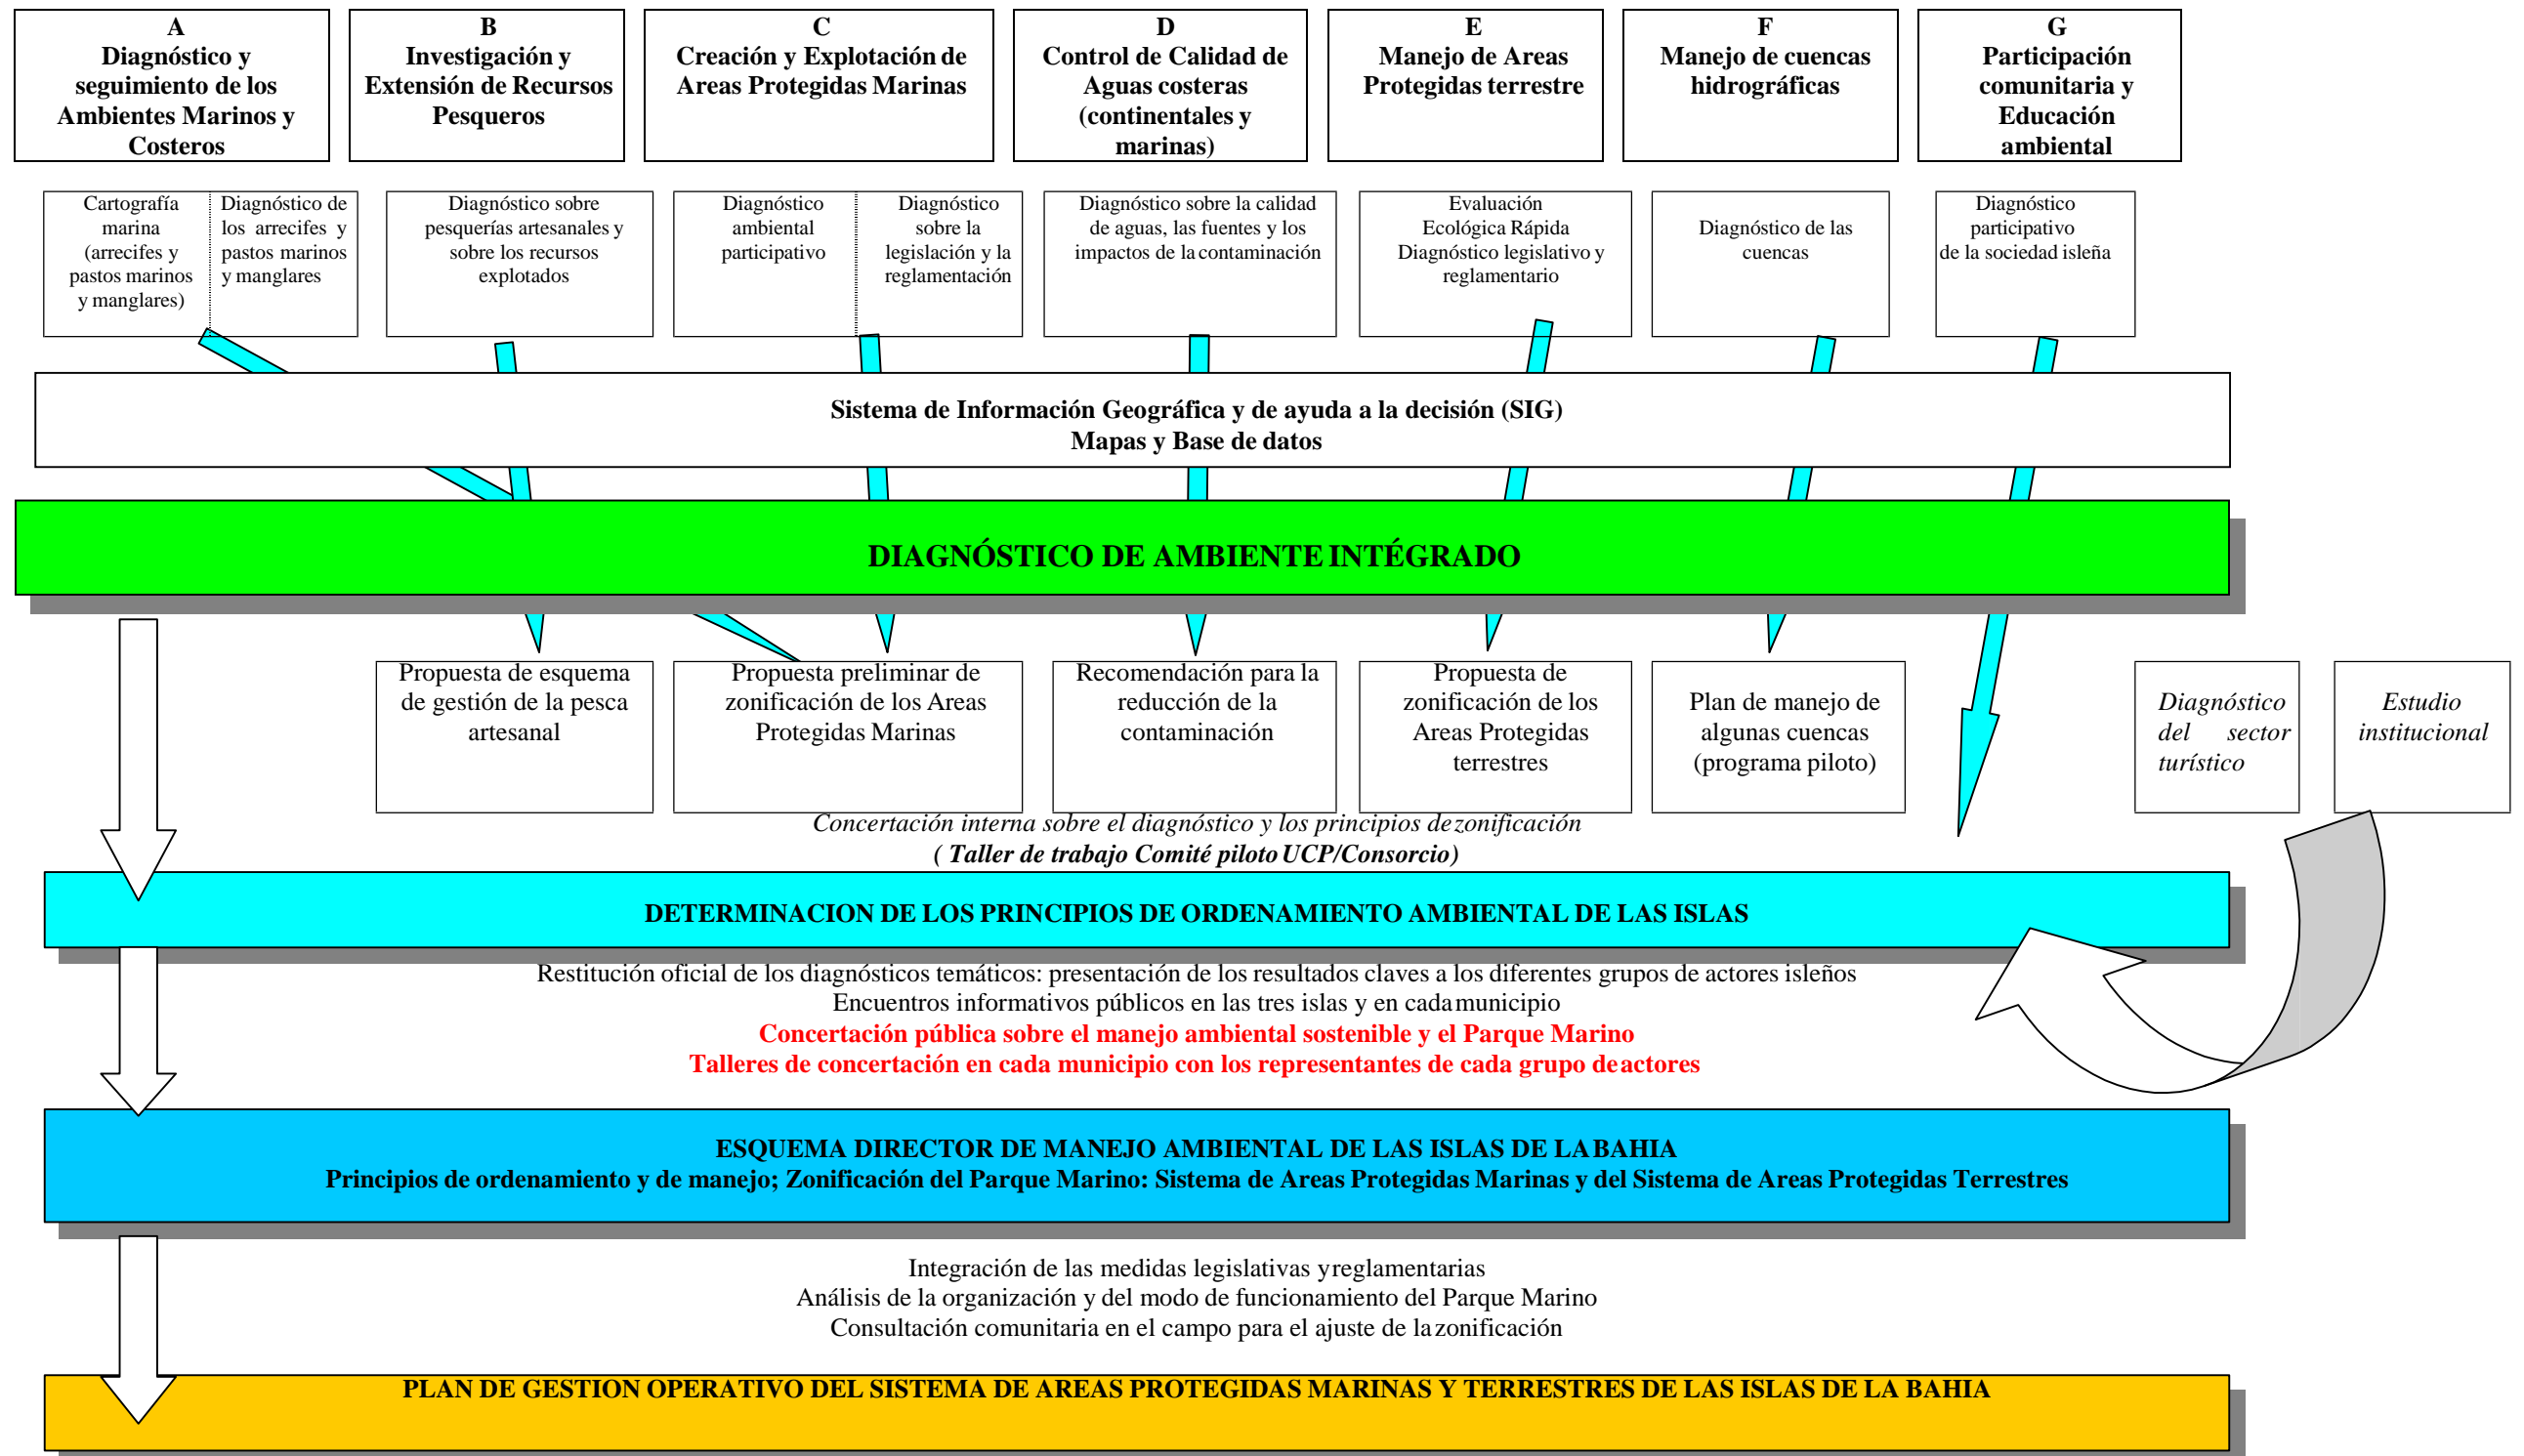 A
Diagnóstico y
seguimiento de los
Ambientes Marinos y
Costeros
B
Investigación y
Extensión de Recursos
Pesqueros
C
Creación y Explotación de
Areas Protegidas Marinas
D
Control de Calidad de
Aguas costeras
(continentales y
marinas)
E
Manejo de Areas
Protegidas terrestre
F
Manejo de cuencas
hidrográficas
G
Participación
comunitaria y
Educación
ambiental
Cartografía
marina
(arrecifes y
pastos marinos
y manglares)
Diagnóstico de
los arrecifes y
pastos marinos
y manglares
Diagnóstico sobre
pesquerías artesanales y
sobre los recursos
explotados
Diagnóstico
ambiental
participativo
Diagnóstico
sobre la
legislación y la
reglamentación
Diagnóstico sobre la calidad
de aguas, las fuentes y los
impactos de la contaminación
Evaluación
Ecológica Rápida
Diagnóstico legislativo y
reglamentario
Diagnóstico de las
cuencas
Diagnóstico
participativo
de la sociedad isleña
Sistema de Información Geográfica y de ayuda a la decisión (SIG)
Mapas y Base de datos
DIAGNÓSTICO DE AMBIENTE INTÉGRADO
Propuesta de esquema
de gestión de la pesca
artesanal
Propuesta preliminar de
zonificación de los Areas
Protegidas Marinas
Recomendación para la
reducción de la
contaminación
Propuesta de
zonificación de los
Areas Protegidas
terrestres
Plan de manejo de
algunas cuencas
(programa piloto)
Diagnóstico
del sector
turístico
Estudio
institucional
Concertación interna sobre el diagnóstico y los principios de zonificación
( Taller de trabajo Comité piloto UCP/Consorcio)
DETERMINACION DE LOS PRINCIPIOS DE ORDENAMIENTO AMBIENTAL DE LAS ISLAS
Restitución oficial de los diagnósticos temáticos: presentación de los resultados claves a los diferentes grupos de actores isleños
Encuentros informativos públicos en las tres islas y en cada municipio
Concertación pública sobre el manejo ambiental sostenible y el Parque Marino
Talleres de concertación en cada municipio con los representantes de cada grupo de actores
ESQUEMA DIRECTOR DE MANEJO AMBIENTAL DE LAS ISLAS DE LA BAHIA
Principios de ordenamiento y de manejo; Zonificación del Parque Marino: Sistema de Areas Protegidas Marinas y del Sistema de Areas Protegidas Terrestres
Integración de las medidas legislativas y reglamentarias
Análisis de la organización y del modo de funcionamiento del Parque Marino
Consultación comunitaria en el campo para el ajuste de la zonificación
PLAN DE GESTION OPERATIVO DEL SISTEMA DE AREAS PROTEGIDAS MARINAS Y TERRESTRES DE LAS ISLAS DE LA BAHIA